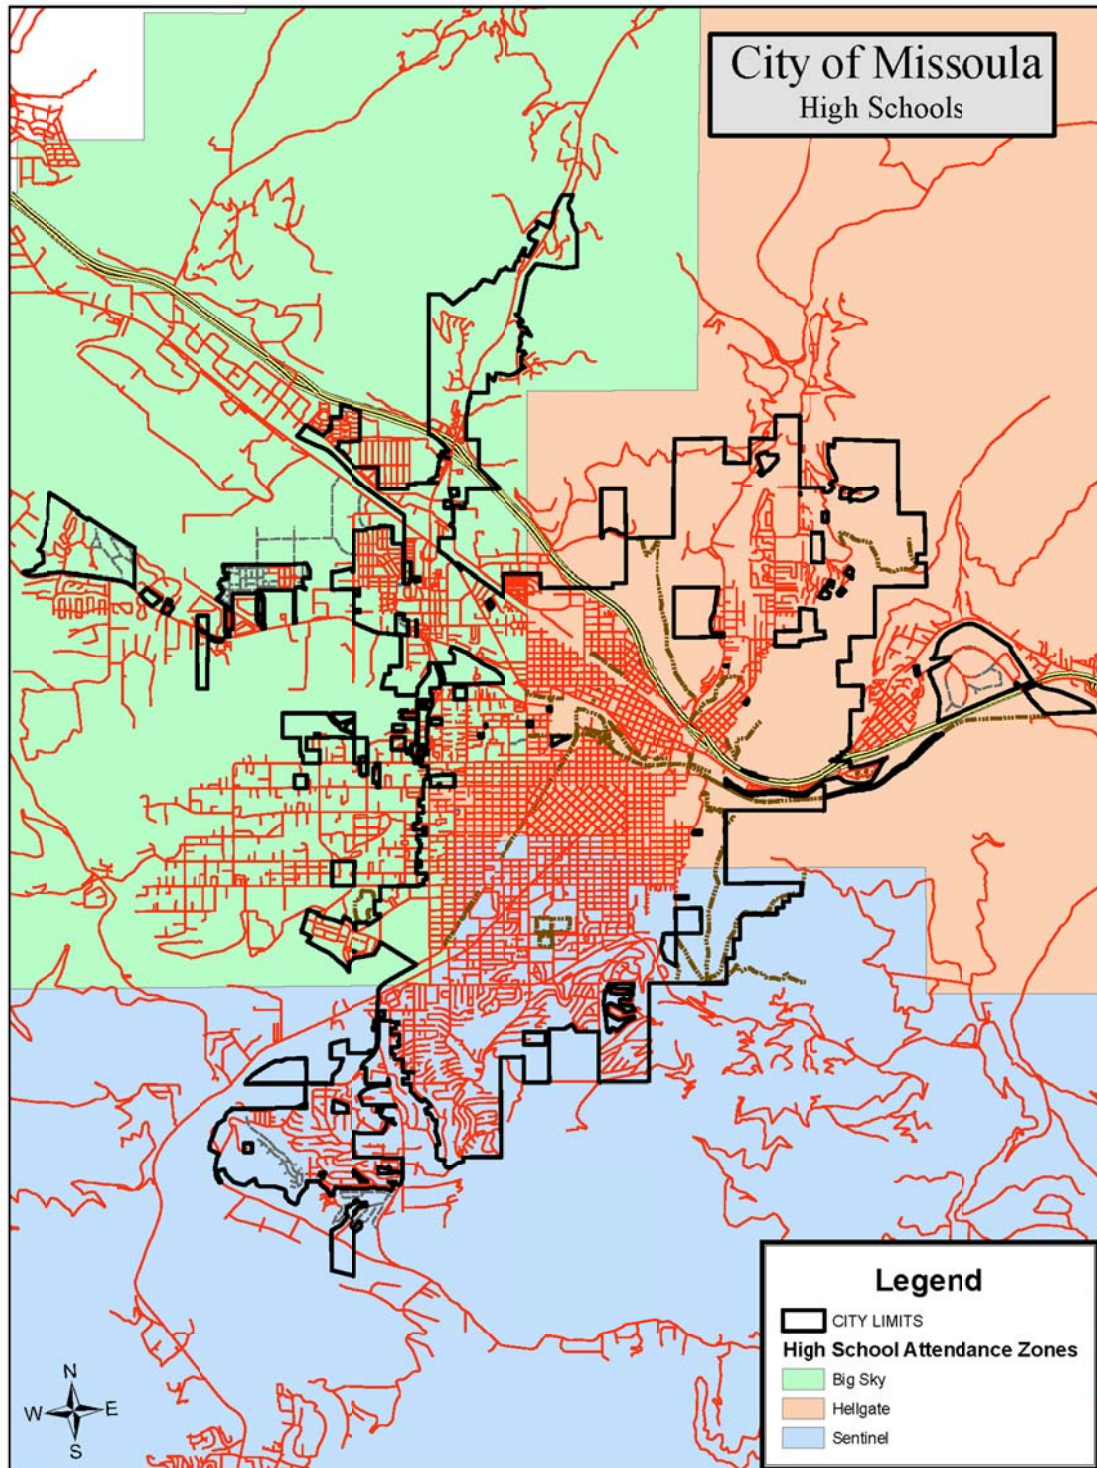 City of Missoula
High Schools
Legend
CITY LIMITS
High School Attendance Zones
Big Sky
Hellgate
Sentinel
N
W E
S